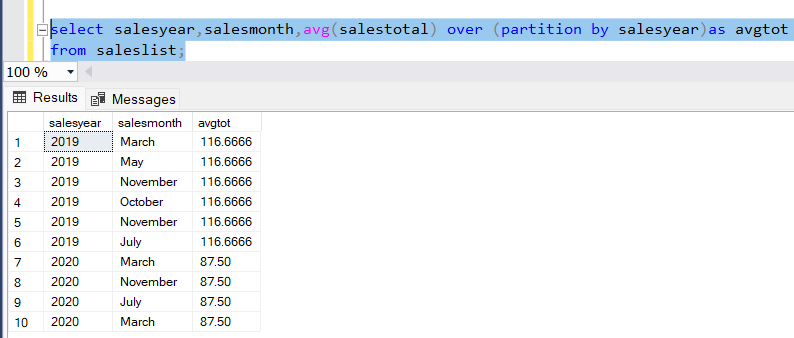 select salesyear,salesmonth,avg(salestotal) over (partition by salesyear)as avgtot
from saleslist;
100 %
Results Messages
salesyear salesmonth avgtot
1 2019 March 116.6666
2 2019 May 116.6666
3 2019 November 116.6666
4 2019 October 116.6666
5 2019 November 116.6666
6 2019 July 116.6666
7 2020 March 87.50
8 2020 November 87.50
9 2020 July 87.50
10 2020 March 87.50